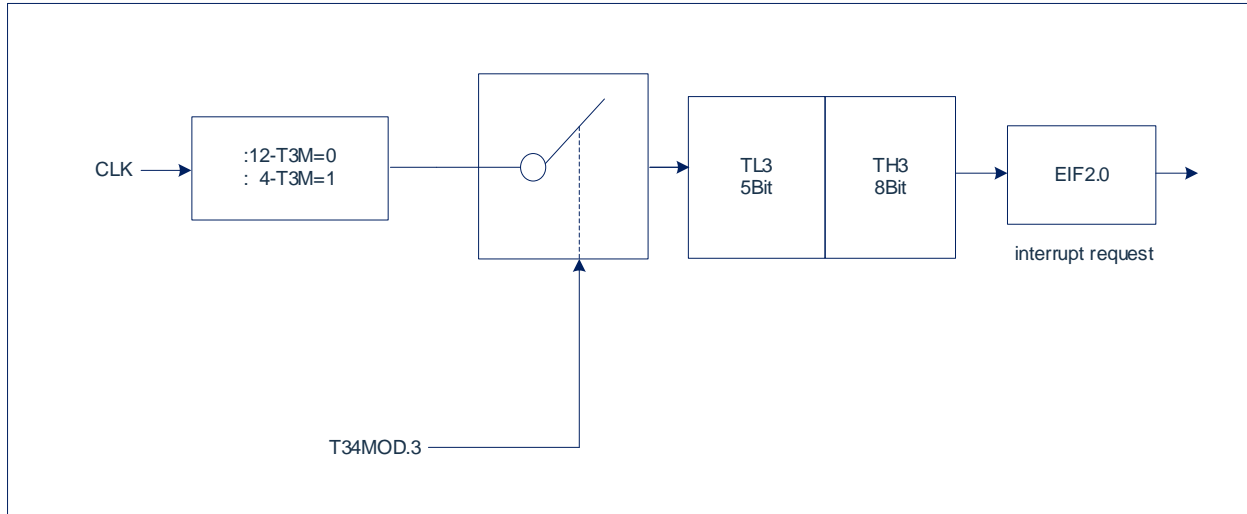 CLK
:12-T3M=0
: 4-T3M=1
TL3
5Bit
TH3
8Bit
EIF2.0
interrupt request
T34MOD.3